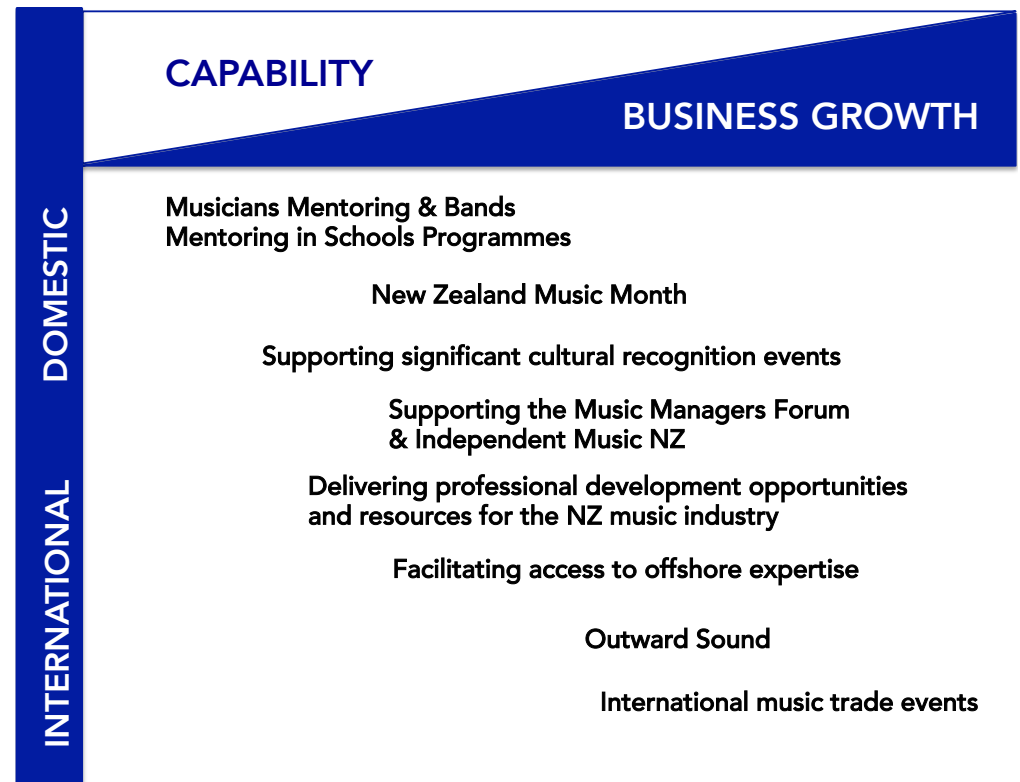 CAPABILITY
BUSINESS GROWTH
DOMESTIC
INTERNATIONAL
Musicians Mentoring & Bands
Mentoring in Schools Programmes
New Zealand Music Month
Supporting significant cultural recognition events
Supporting the Music Managers Forum
& Independent Music NZ
Delivering professional development opportunities
and resources for the NZ music industry
Facilitating access to offshore expertise
Outward Sound
International music trade events